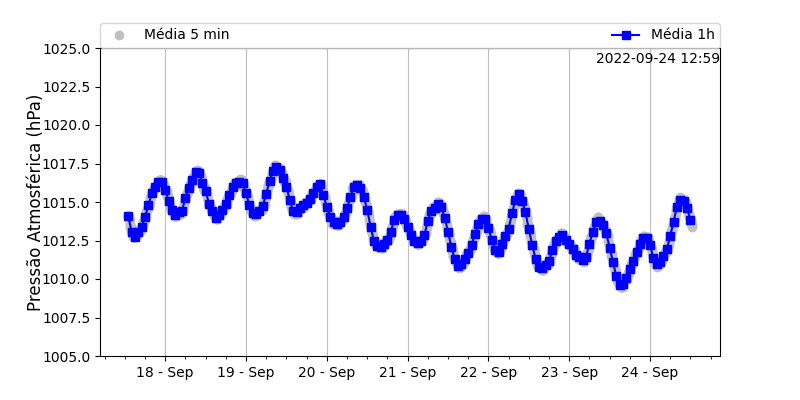 Média 5 min
Média 1h
2022-09-24 12:59
Pressão Atmosférica (hPa)
1025.0
1022.5
1020.0
1017.5
1015.0
1012.5
1010.0
1007.5
1005.0
18 - Sep
19 - Sep
20 - Sep
21 - Sep
22 - Sep
23 - Sep
24 - Sep